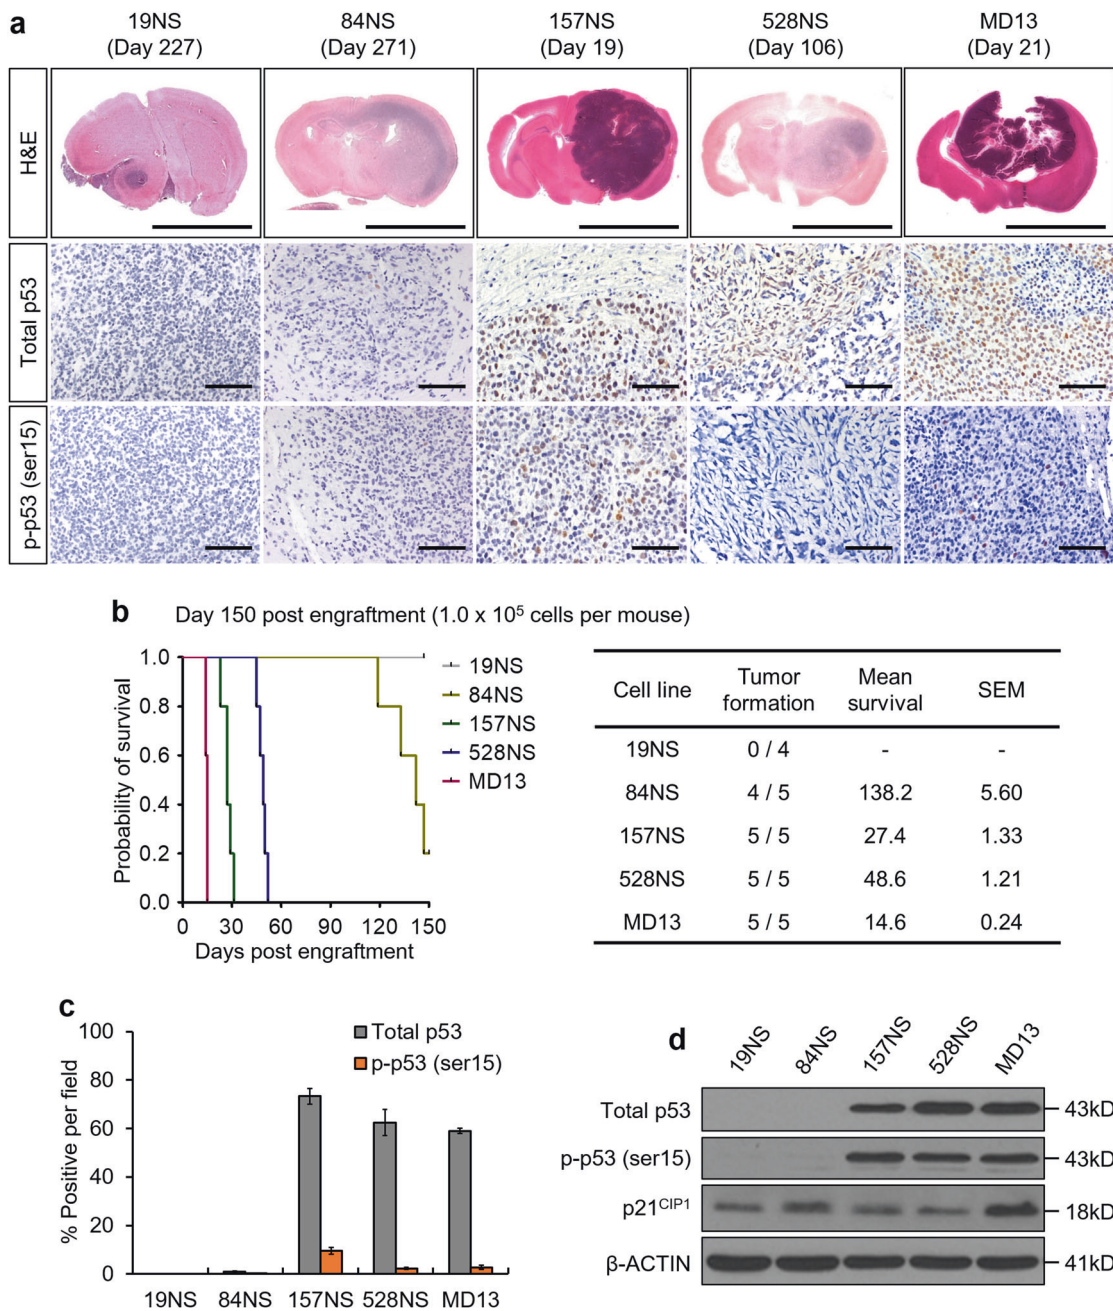 a
19NS
(Day 227)
84NS
(Day 271)
157NS
(Day 19)
528NS
(Day 106)
MD13
(Day 21)
H&E
Total p53
p-p53 (ser15)
b Day 150 post engraftment (1.0 x 10⁵ cells per mouse)
Probability of survival
1.0
0.8
0.6
0.4
0.2
0.0
0 30 60 90 120 150
Days post engraftment
19NS
84NS
157NS
528NS
MD13
Cell line Tumor formation Mean survival SEM
19NS 0 / 4 - -
84NS 4 / 5 138.2 5.60
157NS 5 / 5 27.4 1.33
528NS 5 / 5 48.6 1.21
MD13 5 / 5 14.6 0.24
c
% Positive per field
100
80
60
40
20
0
Total p53
p-p53 (ser15)
19NS 84NS 157NS 528NS MD13
d
19NS 84NS 157NS 528NS MD13
Total p53 43kD
p-p53 (ser15) 43kD
p21ᶜᴵᴾ¹ 18kD
β-ACTIN 41kD